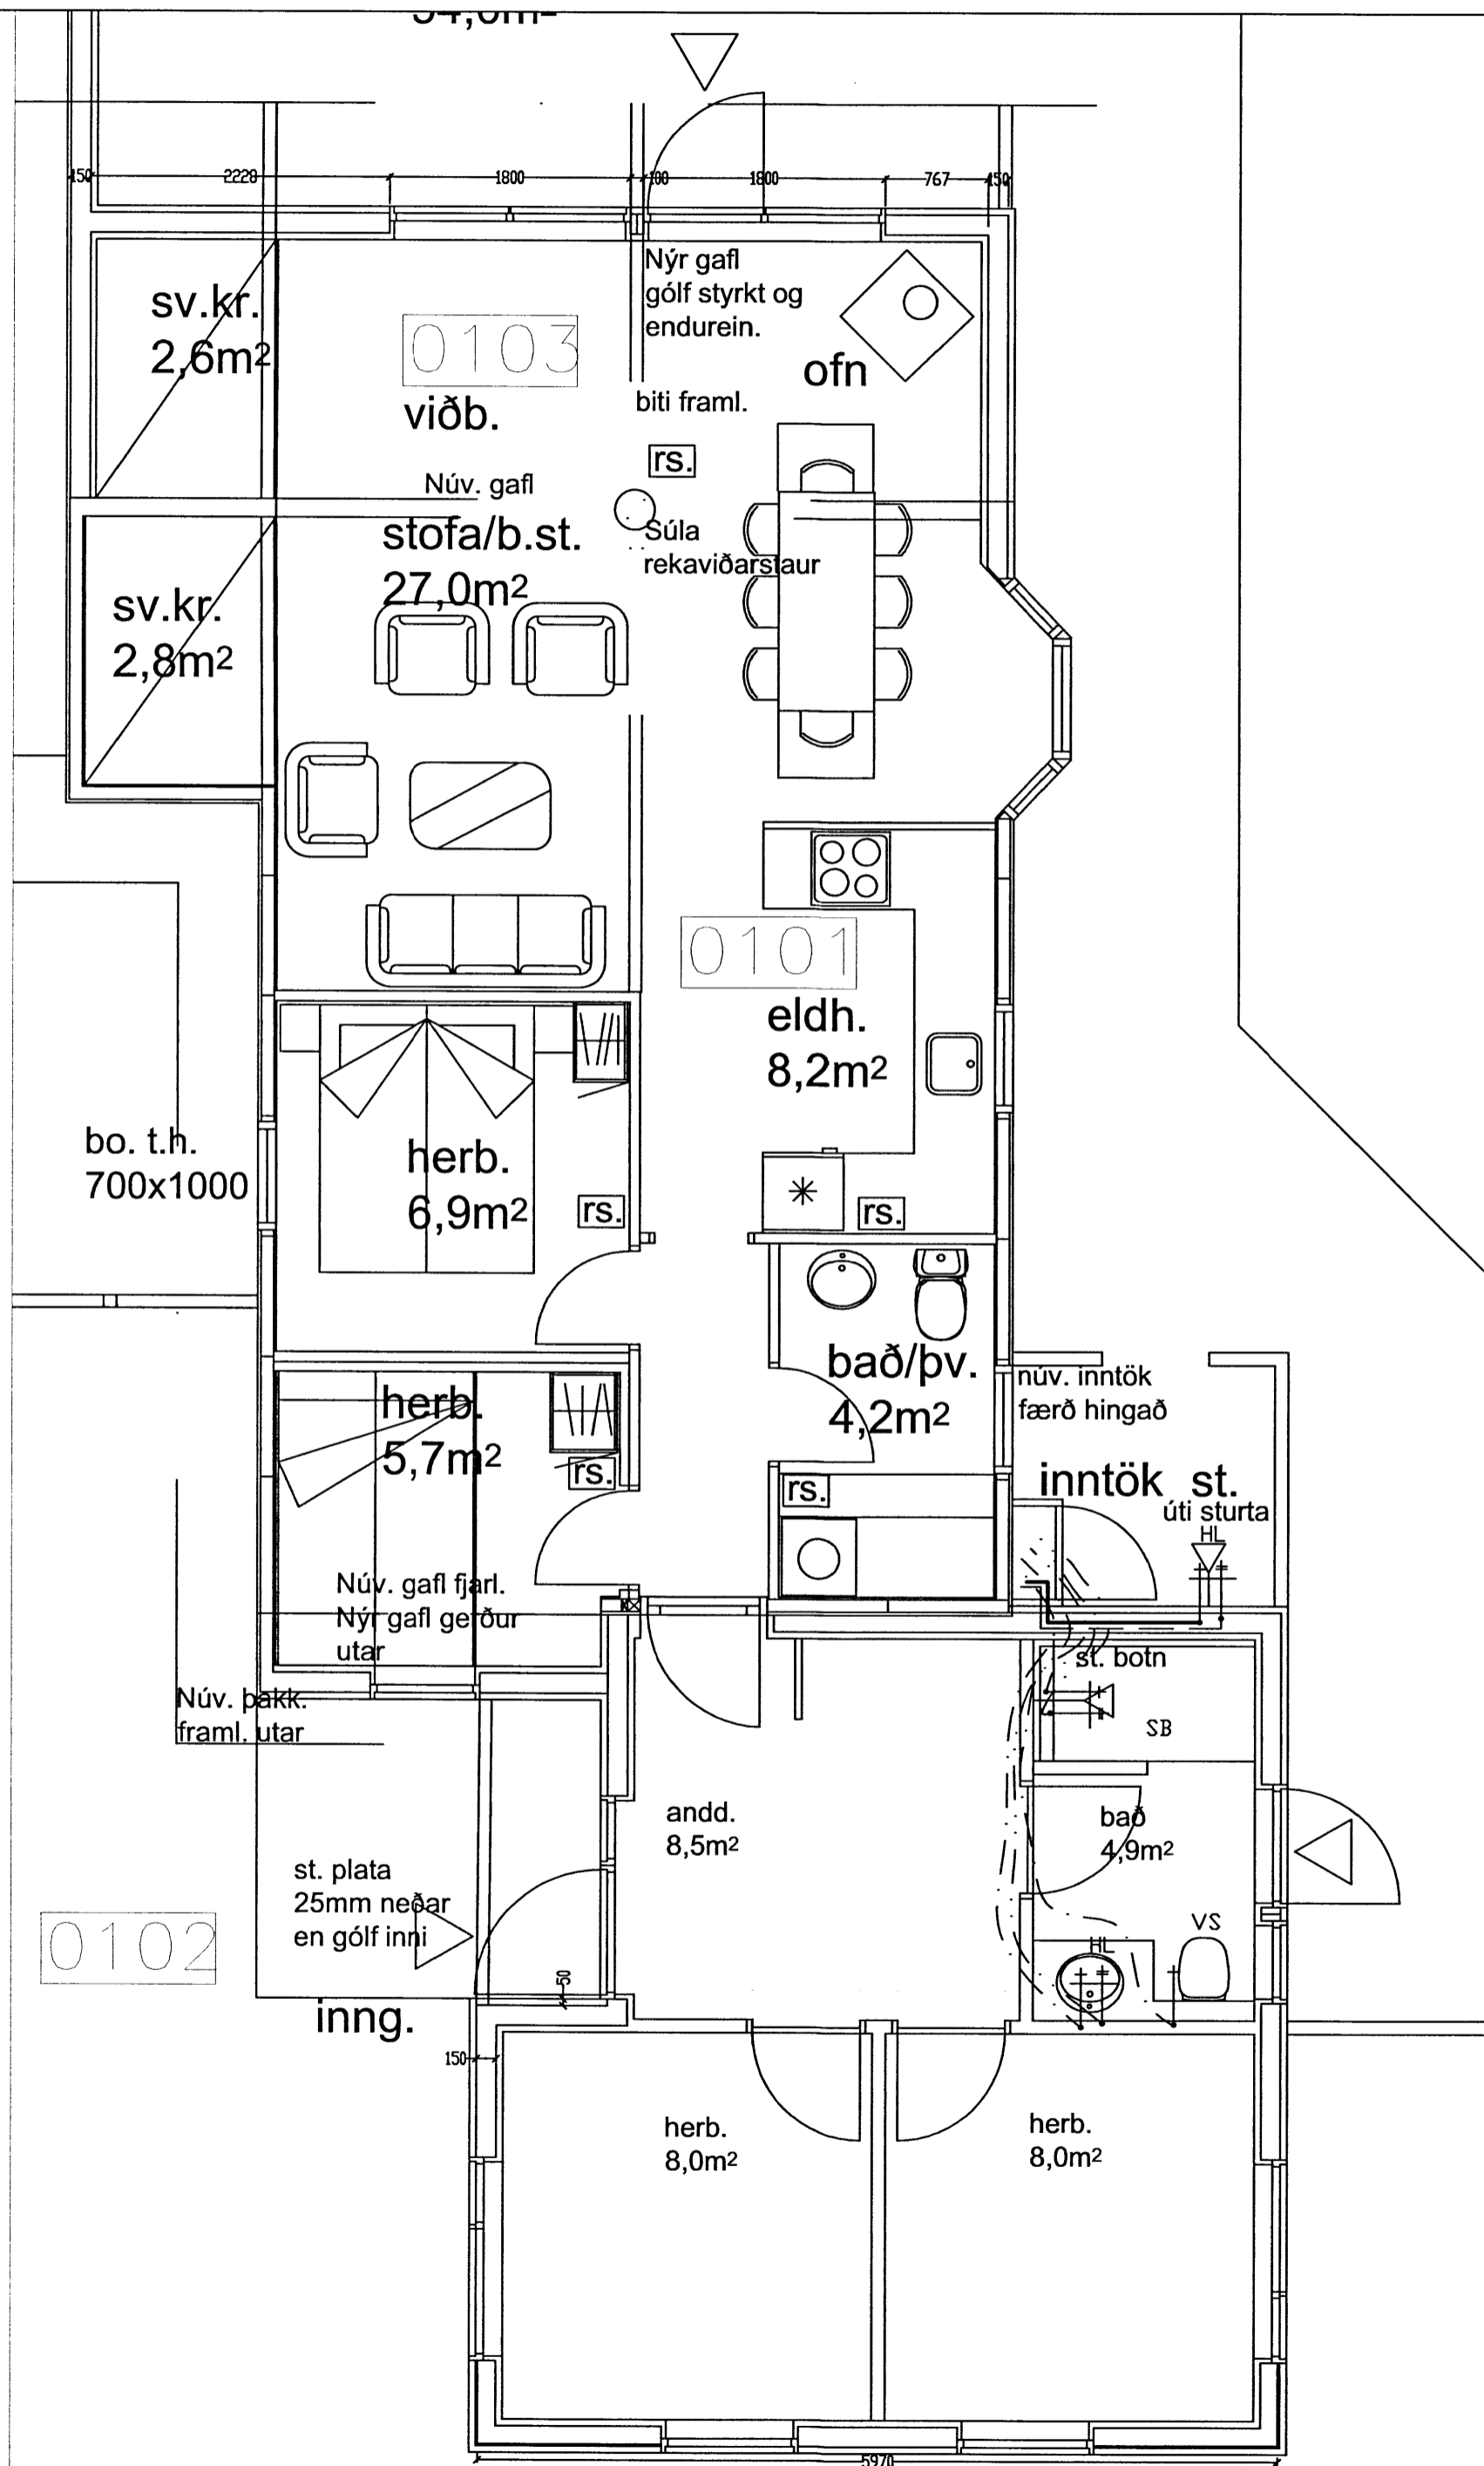 150 2228 1800 100 1800 767 150
Nýr gafl
gólf styrkt og
endurein.
sv.kr.
2,6m²
0103
viðb.
ofn
biti framl.
rs.
Núv. gafl
stofa/b.st.
27,0m²
Súla
rekaviðarstaur
sv.kr.
2,8m²
0101
eldh.
8,2m²
bo. t.h.
700x1000
herb.
6,9m²
rs.
rs.
bað/þv.
4,2m²
núv. inntök
færð hingað
herb.
5,7m²
rs.
rs.
inntök st.
úti sturta
HL
Núv. gafl fjarl.
Nýr gafl gerður
utar
st. botn
SB
Núv. þakk.
framl. utar
andd.
8,5m²
bað
4,9m²
st. plata
25mm neðar
en gólf inni
VS
HL
0102
50
inng.
150
herb.
8,0m²
herb.
8,0m²
5970